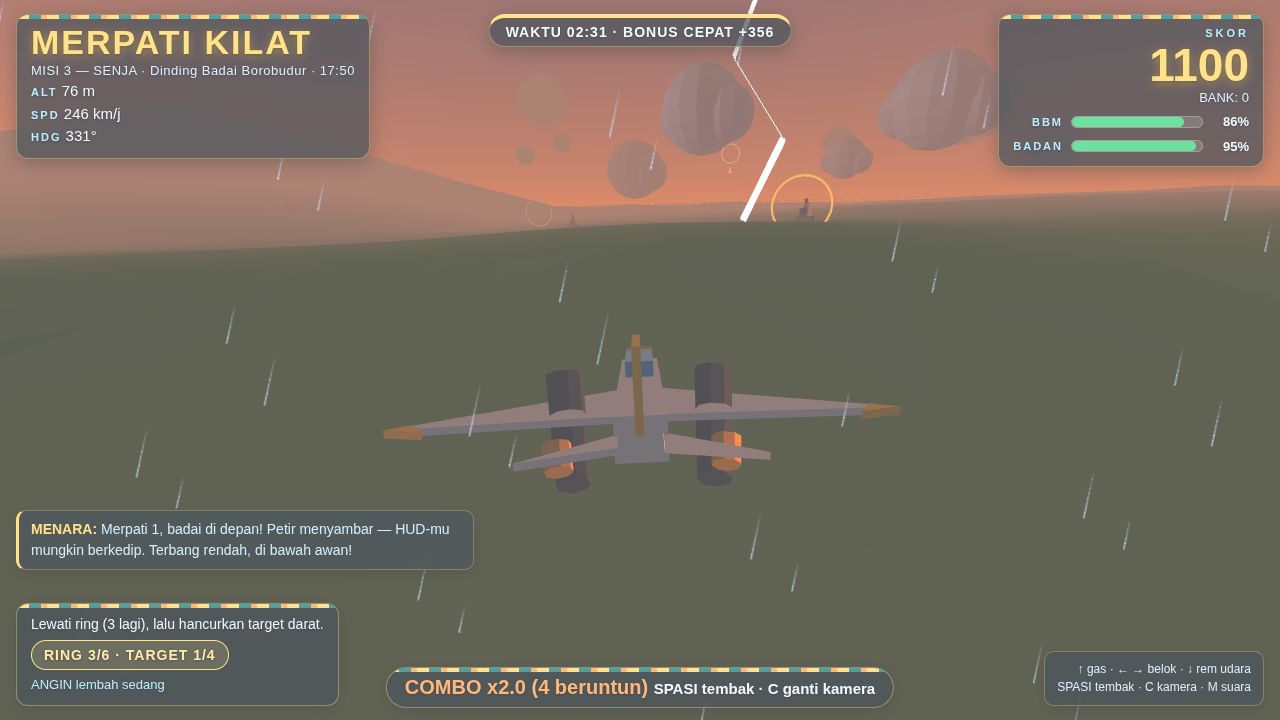 MERPATI KILAT
MISI 3 — SENJA · Dinding Badai Borobudur · 17:50
ALT 76 m
SPD 246 km/j
HDG 331°
WAKTU 02:31 · BONUS CEPAT +356
SKOR
1100
BANK: 0
BBM 86%
BADAN 95%
MENARA: Merpati 1, badai di depan! Petir menyambar — HUD-mu
mungkin berkedip. Terbang rendah, di bawah awan!
Lewati ring (3 lagi), lalu hancurkan target darat.
RING 3/6 · TARGET 1/4
ANGIN lembah sedang
COMBO x2.0 (4 beruntun) SPASI tembak · C ganti kamera
↑ gas · ← → belok · ↓ rem udara
SPASI tembak · C kamera · M suara